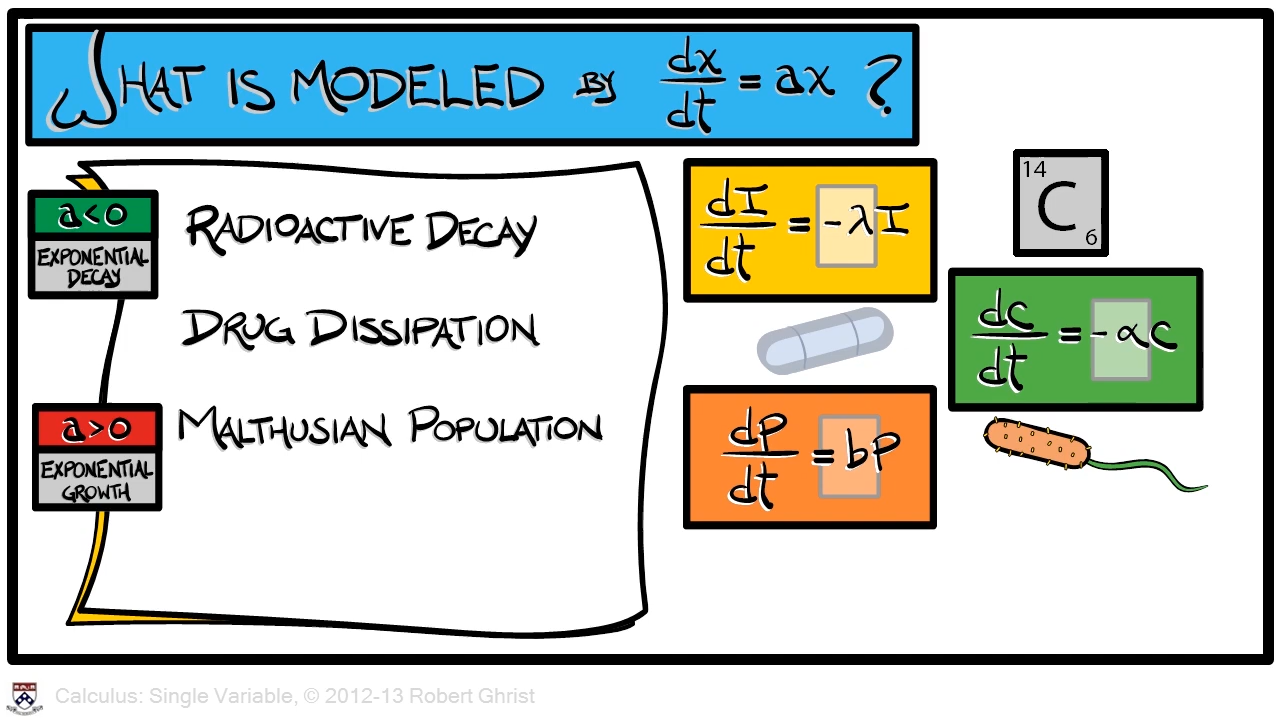 WHAT IS MODELED BY dx/dt = ax ?
a<0
EXPONENTIAL
DECAY
RADIOACTIVE DECAY
DRUG DISSIPATION
a>0
EXPONENTIAL
GROWTH
MALTHUSIAN POPULATION
dI/dt = -λI
14
C
6
dC/dt = -αC
dP/dt = bP
Calculus: Single Variable, © 2012-13 Robert Ghrist